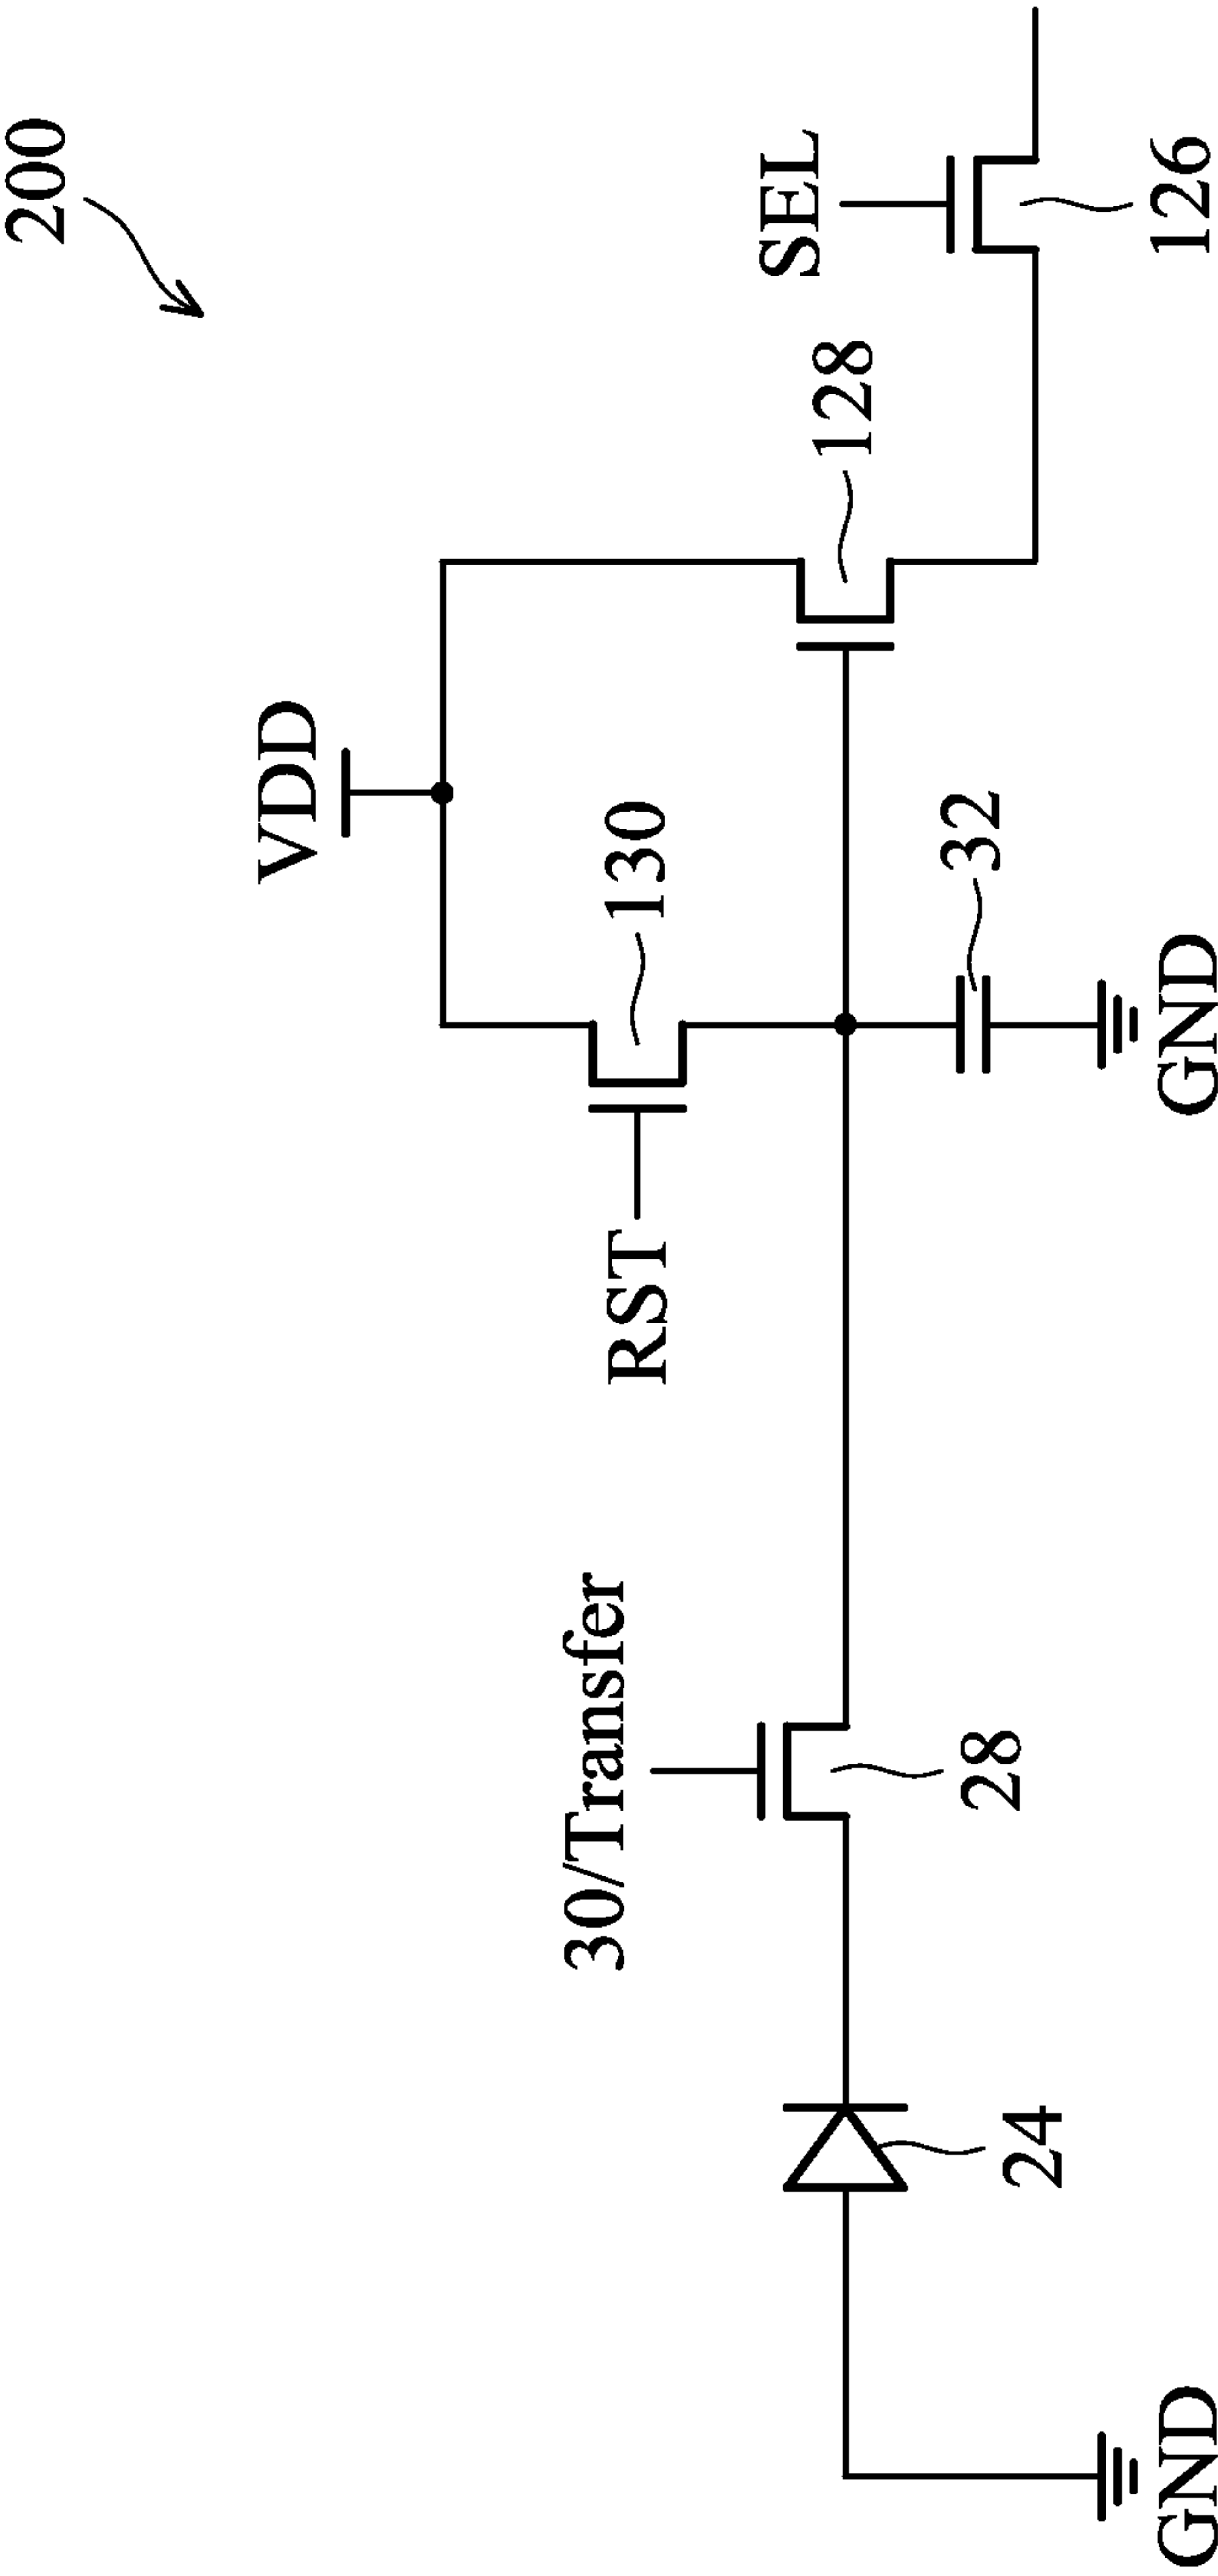 200
VDD
30/Transfer
RST
130
128
SEL
24
28
32
126
GND
GND